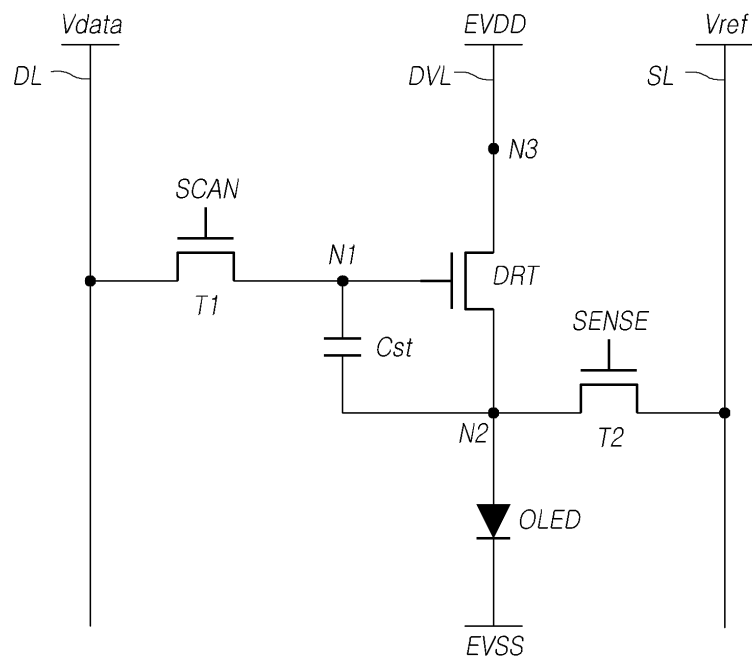 Vdata
EVDD
Vref
DL
DVL
SL
N3
SCAN
N1
DRT
T1
SENSE
Cst
N2
T2
OLED
EVSS